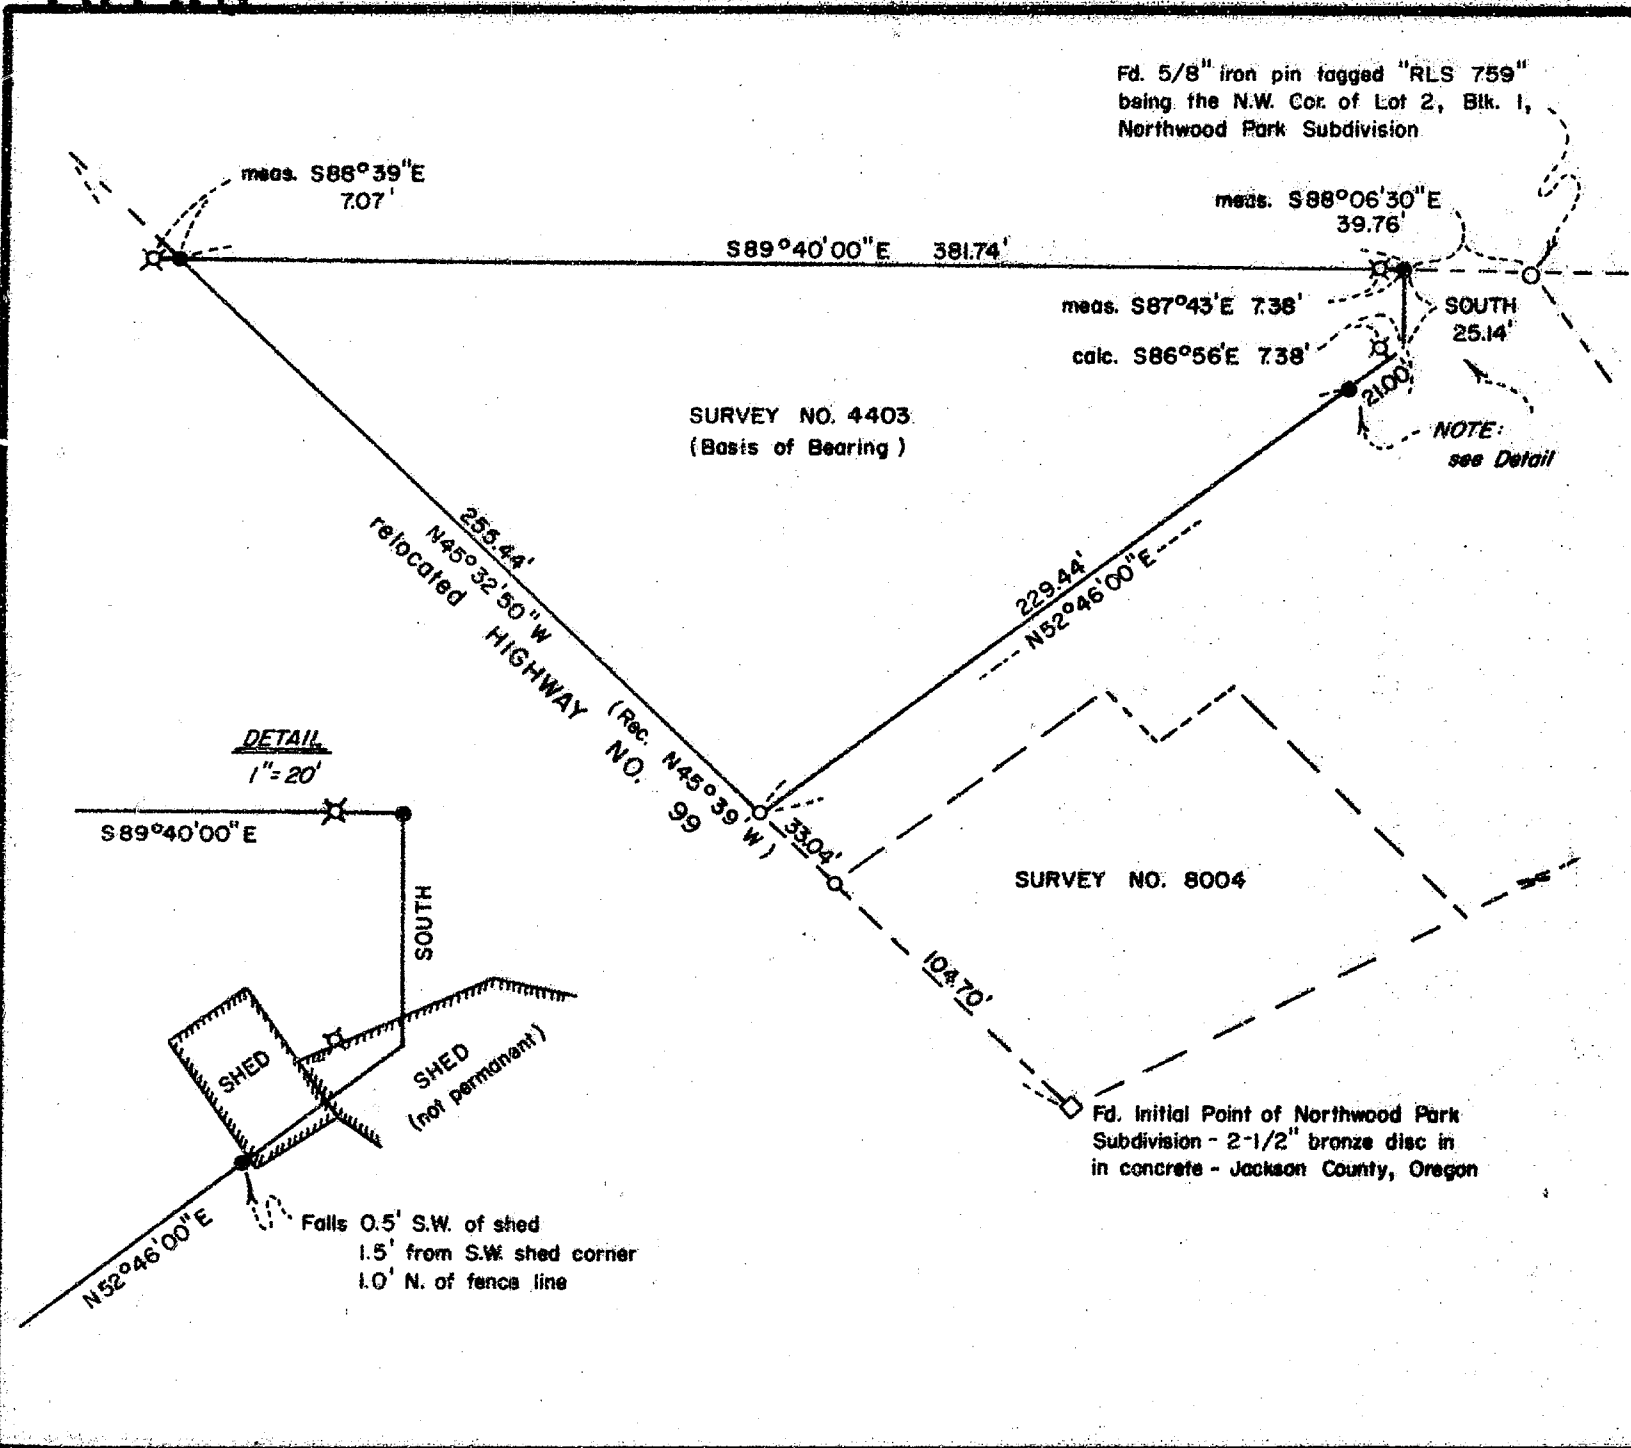 Fd. 5/8" iron pin tagged "RLS 759"
being the N.W. Cor. of Lot 2, Blk. 1,
Northwood Park Subdivision
meas. S88°39"E
7.07'
meas. S88°06'30"E
39.76'
S89°40'00"E 381.74'
meas. S87°43'E 7.38'
SOUTH
25.14'
calc. S86°56'E 7.38'
21.00'
SURVEY NO. 4403
(Basis of Bearing)
NOTE:
see Detail
N45°32'50"W
relocated HIGHWAY NO. 99
(Rec. N45°39'W)
229.44'
N52°46'00"E
33.04'
104.70'
SURVEY NO. 8004
DETAIL
1"=20'
S89°40'00"E
SOUTH
SHED
SHED
(not permanent)
N52°46'00"E
Falls 0.5' S.W. of shed
1.5' from S.W. shed corner
1.0' N. of fence line
Fd. Initial Point of Northwood Park
Subdivision - 2-1/2" bronze disc in
in concrete - Jackson County, Oregon